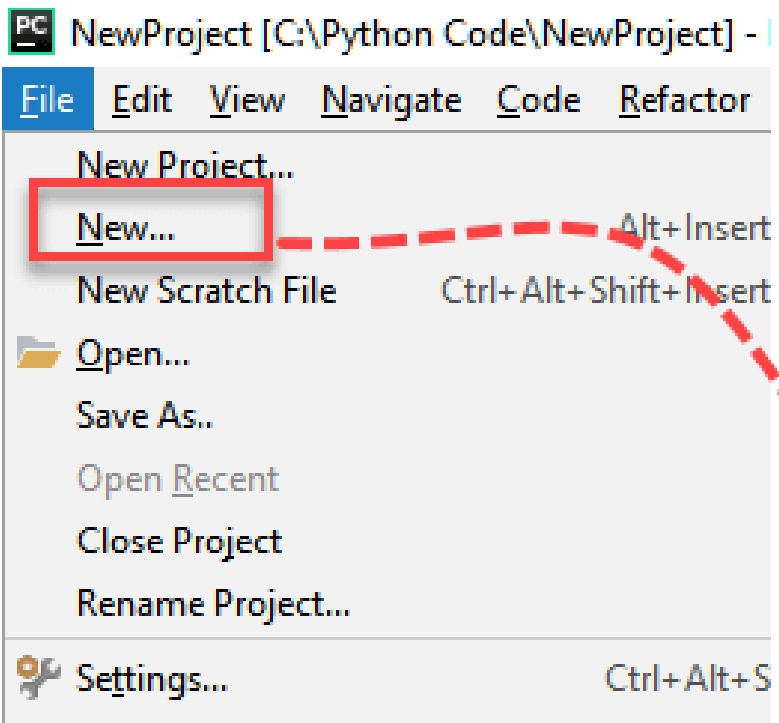 PC NewProject [C:\Python Code\NewProject] -
File Edit View Navigate Code Refactor
New Project...
New... Alt+Insert
New Scratch File Ctrl+Alt+Shift+Insert
Open...
Save As..
Open Recent
Close Project
Rename Project...
Settings... Ctrl+Alt+S